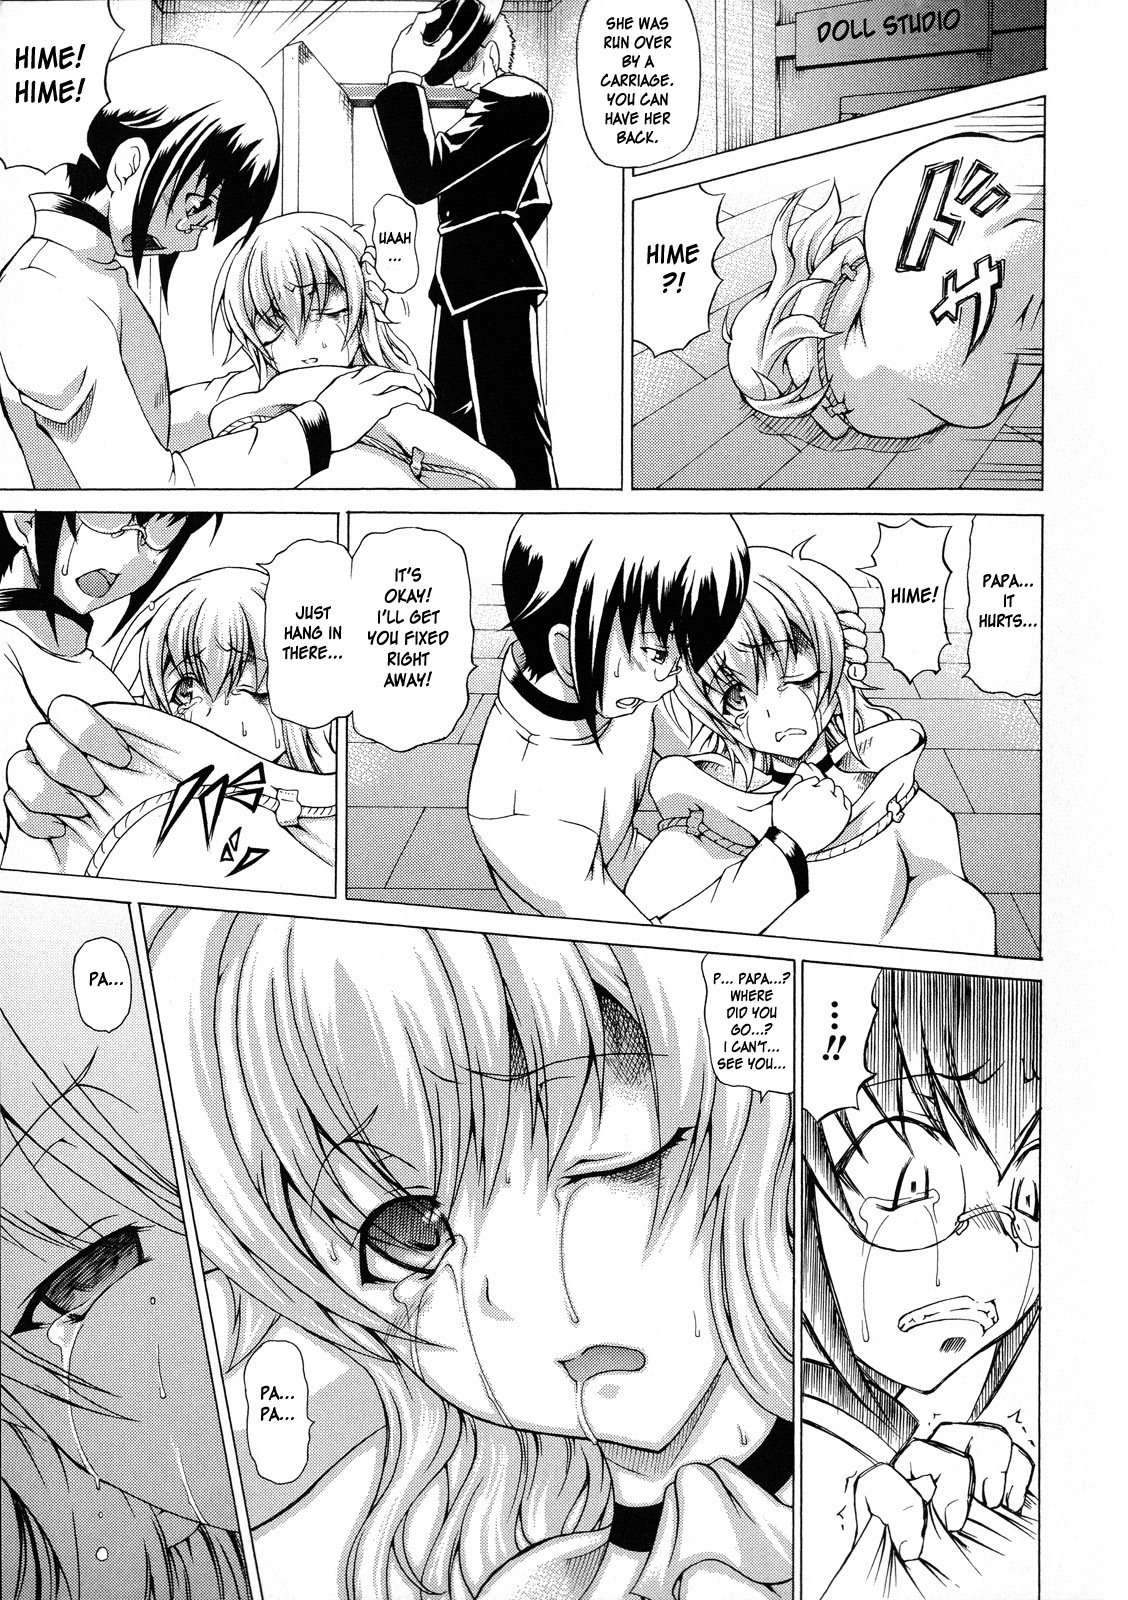 DOLL STUDIO
SHE WAS
RUN OVER
BY A
CARRIAGE.
YOU CAN
HAVE HER
BACK.
ドサッ
HIME
?!
UAAH
...
HIME!
HIME!
PAPA...
IT
HURTS...
HIME!
IT'S
OKAY!
I'LL GET
YOU FIXED
RIGHT
AWAY!
JUST
HANG IN
THERE...
...!!
P... PAPA...?
WHERE
DID YOU
GO...?
I CAN'T...
SEE YOU...
PA...
PA...
PA...